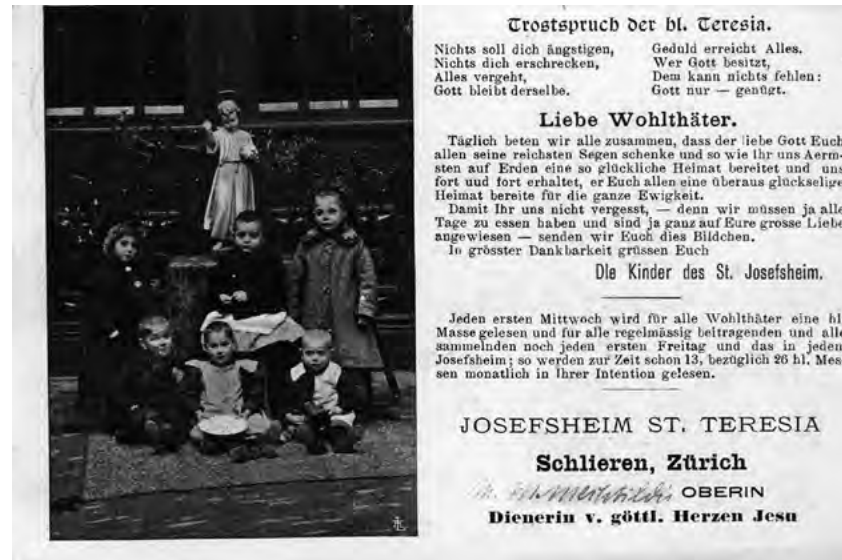 Trostspruch der hl. Teresia.
Nichts soll dich ängstigen,
Nichts dich erschrecken,
Alles vergeht,
Gott bleibt derselbe.
Geduld erreicht Alles.
Wer Gott besitzt,
Dem kann nichts fehlen:
Gott nur — genügt.
Liebe Wohlthäter.
Täglich beten wir alle zusammen, dass der liebe Gott Euch
allen seine reichsten Segen schenke und so wie Ihr uns Aerm-
sten auf Erden eine so glückliche Heimat bereitet und uns
fort uud fort erhaltet, er Euch allen eine überaus glückselige
Heimat bereite für die ganze Ewigkeit.
Damit Ihr uns nicht vergesst, — denn wir müssen ja alle
Tage zu essen haben und sind ja ganz auf Eure grosse Liebe
angewiesen — senden wir Euch dies Bildchen.
In grösster Dankbarkeit grüssen Euch
Die Kinder des St. Josefsheim.
Jeden ersten Mittwoch wird für alle Wohlthäter eine hl
Masse gelesen und für alle regelmässig beitragenden und alle
sammelnden noch jeden ersten Freitag und das in jeden
Josefsheim; so werden zur Zeit schon 13, bezüglich 26 hl. Mes
sen monatlich in Ihrer Intention gelesen.
JOSEFSHEIM ST. TERESIA
Schlieren, Zürich
OBERIN
Dienerin v. göttl. Herzen Jesu